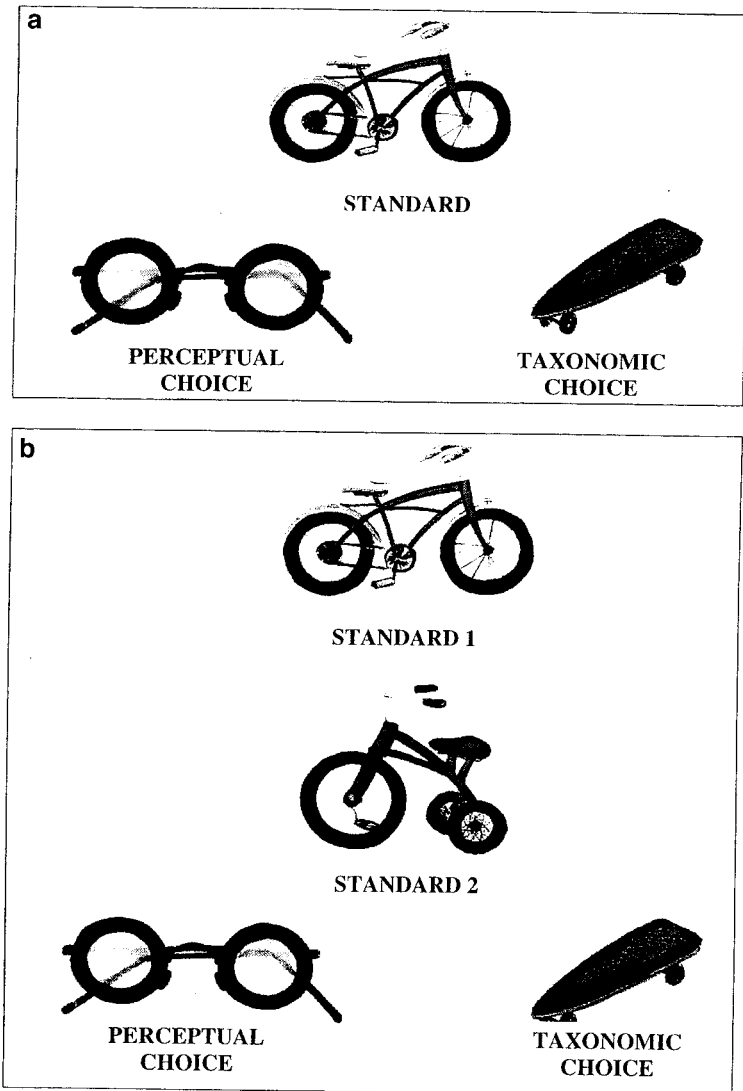 a
STANDARD
PERCEPTUAL
CHOICE
TAXONOMIC
CHOICE
b
STANDARD 1
STANDARD 2
PERCEPTUAL
CHOICE
TAXONOMIC
CHOICE